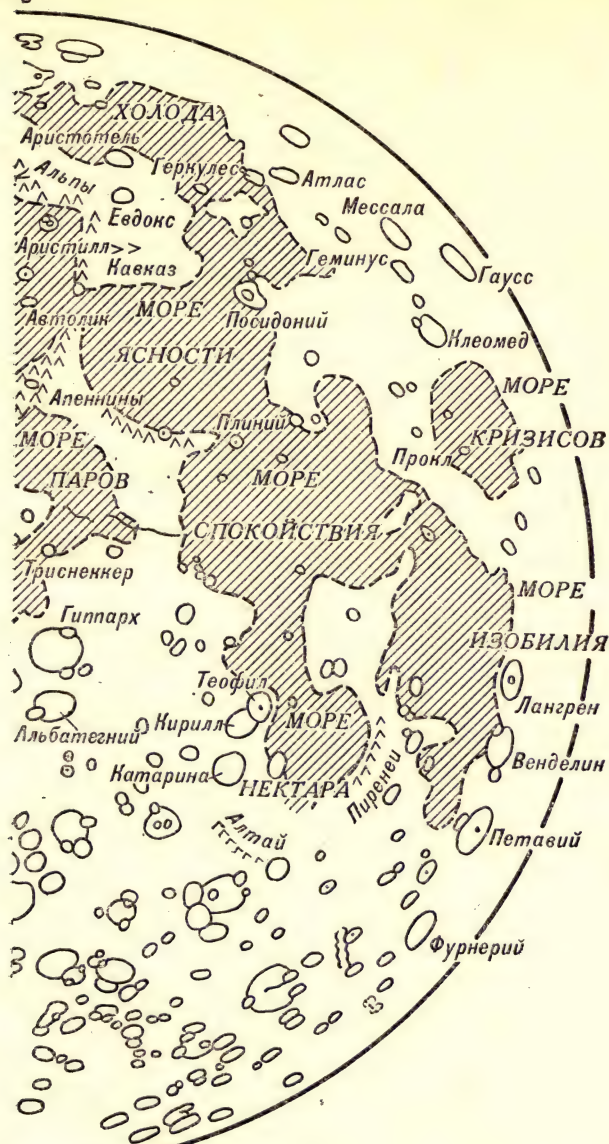 ХОЛОДА
Аристотель
Альпы
Геркулес
Атлас
Мессала
Евдокс
Аристилл
Геминус
Гаусс
Кавказ
МОРЕ
Посидоний
Автолик
Клеомед
ЯСНОСТИ
МОРЕ
Апеннины
Плиний
КРИЗИСОВ
МОРЕ
МОРЕ
Прокл
ПАРОВ
СПОКОЙСТВИЯ
Трисненкер
МОРЕ
Гиппарх
ИЗОБИЛИЯ
Теофил
Лангрен
Альбатегний
Кирилл
МОРЕ
Венделин
Катарина
НЕКТАРА
Пиренеи
Алтай
Петавий
Фурнерий